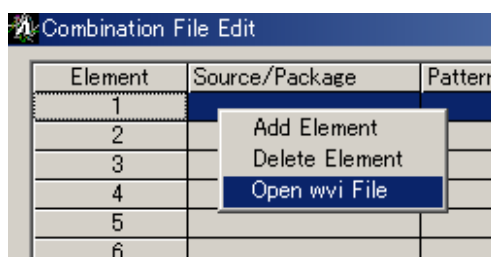 Combination File Edit
Element Source/Package Pattern
1
Add Element
2
Delete Element
3
Open wvi File
4
5
6